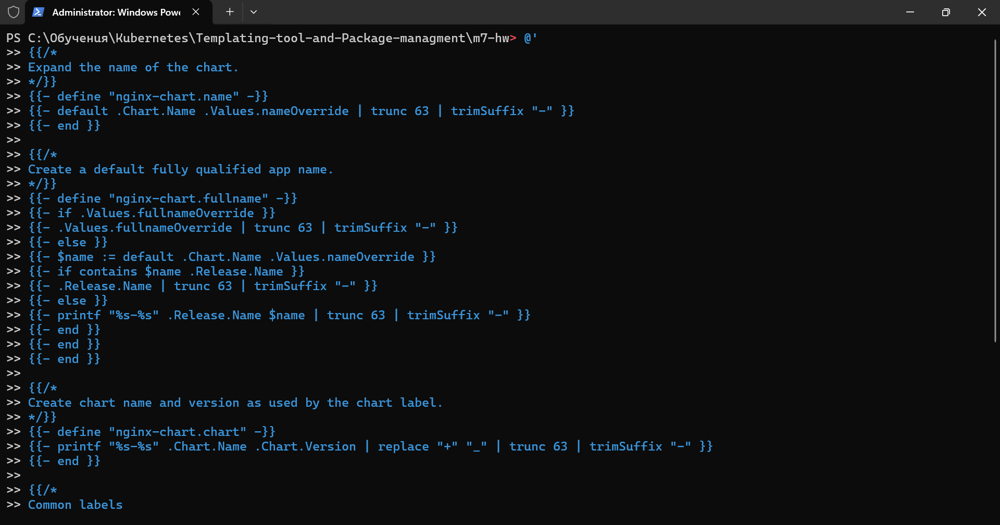 Administrator: Windows Powe
PS C:\Обучения\Kubernetes\Templating-tool-and-Package-managment\m7-hw> @'
>> {{/*
>> Expand the name of the chart.
>> */}}
>> {{- define "nginx-chart.name" -}}
>> {{- default .Chart.Name .Values.nameOverride | trunc 63 | trimSuffix "-" }}
>> {{- end }}
>>
>> {{/*
>> Create a default fully qualified app name.
>> */}}
>> {{- define "nginx-chart.fullname" -}}
>> {{- if .Values.fullnameOverride }}
>> {{- .Values.fullnameOverride | trunc 63 | trimSuffix "-" }}
>> {{- else }}
>> {{- $name := default .Chart.Name .Values.nameOverride }}
>> {{- if contains $name .Release.Name }}
>> {{- .Release.Name | trunc 63 | trimSuffix "-" }}
>> {{- else }}
>> {{- printf "%s-%s" .Release.Name $name | trunc 63 | trimSuffix "-" }}
>> {{- end }}
>> {{- end }}
>> {{- end }}
>>
>> {{/*
>> Create chart name and version as used by the chart label.
>> */}}
>> {{- define "nginx-chart.chart" -}}
>> {{- printf "%s-%s" .Chart.Name .Chart.Version | replace "+" "_" | trunc 63 | trimSuffix "-" }}
>> {{- end }}
>>
>> {{/*
>> Common labels